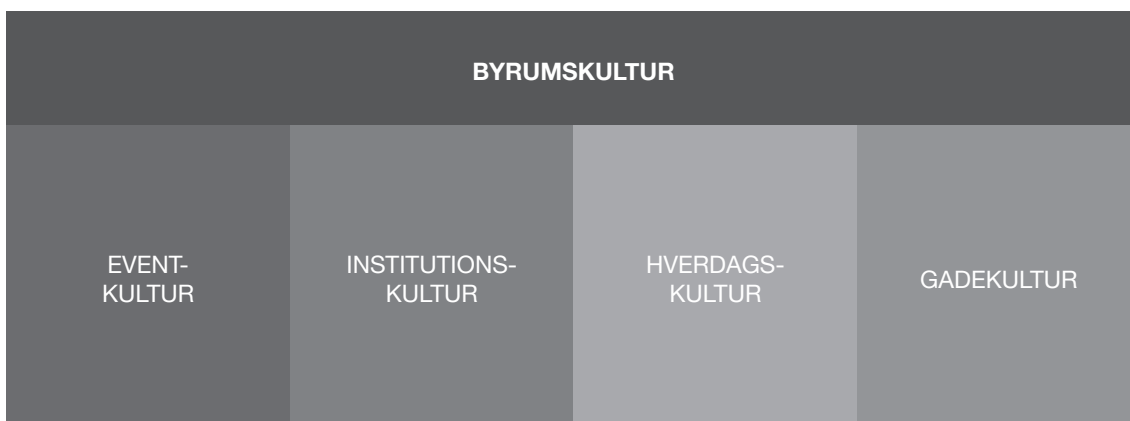 BYRUMSKULTUR
EVENT-
KULTUR
INSTITUTIONS-
KULTUR
HVERDAGS-
KULTUR
GADEKULTUR